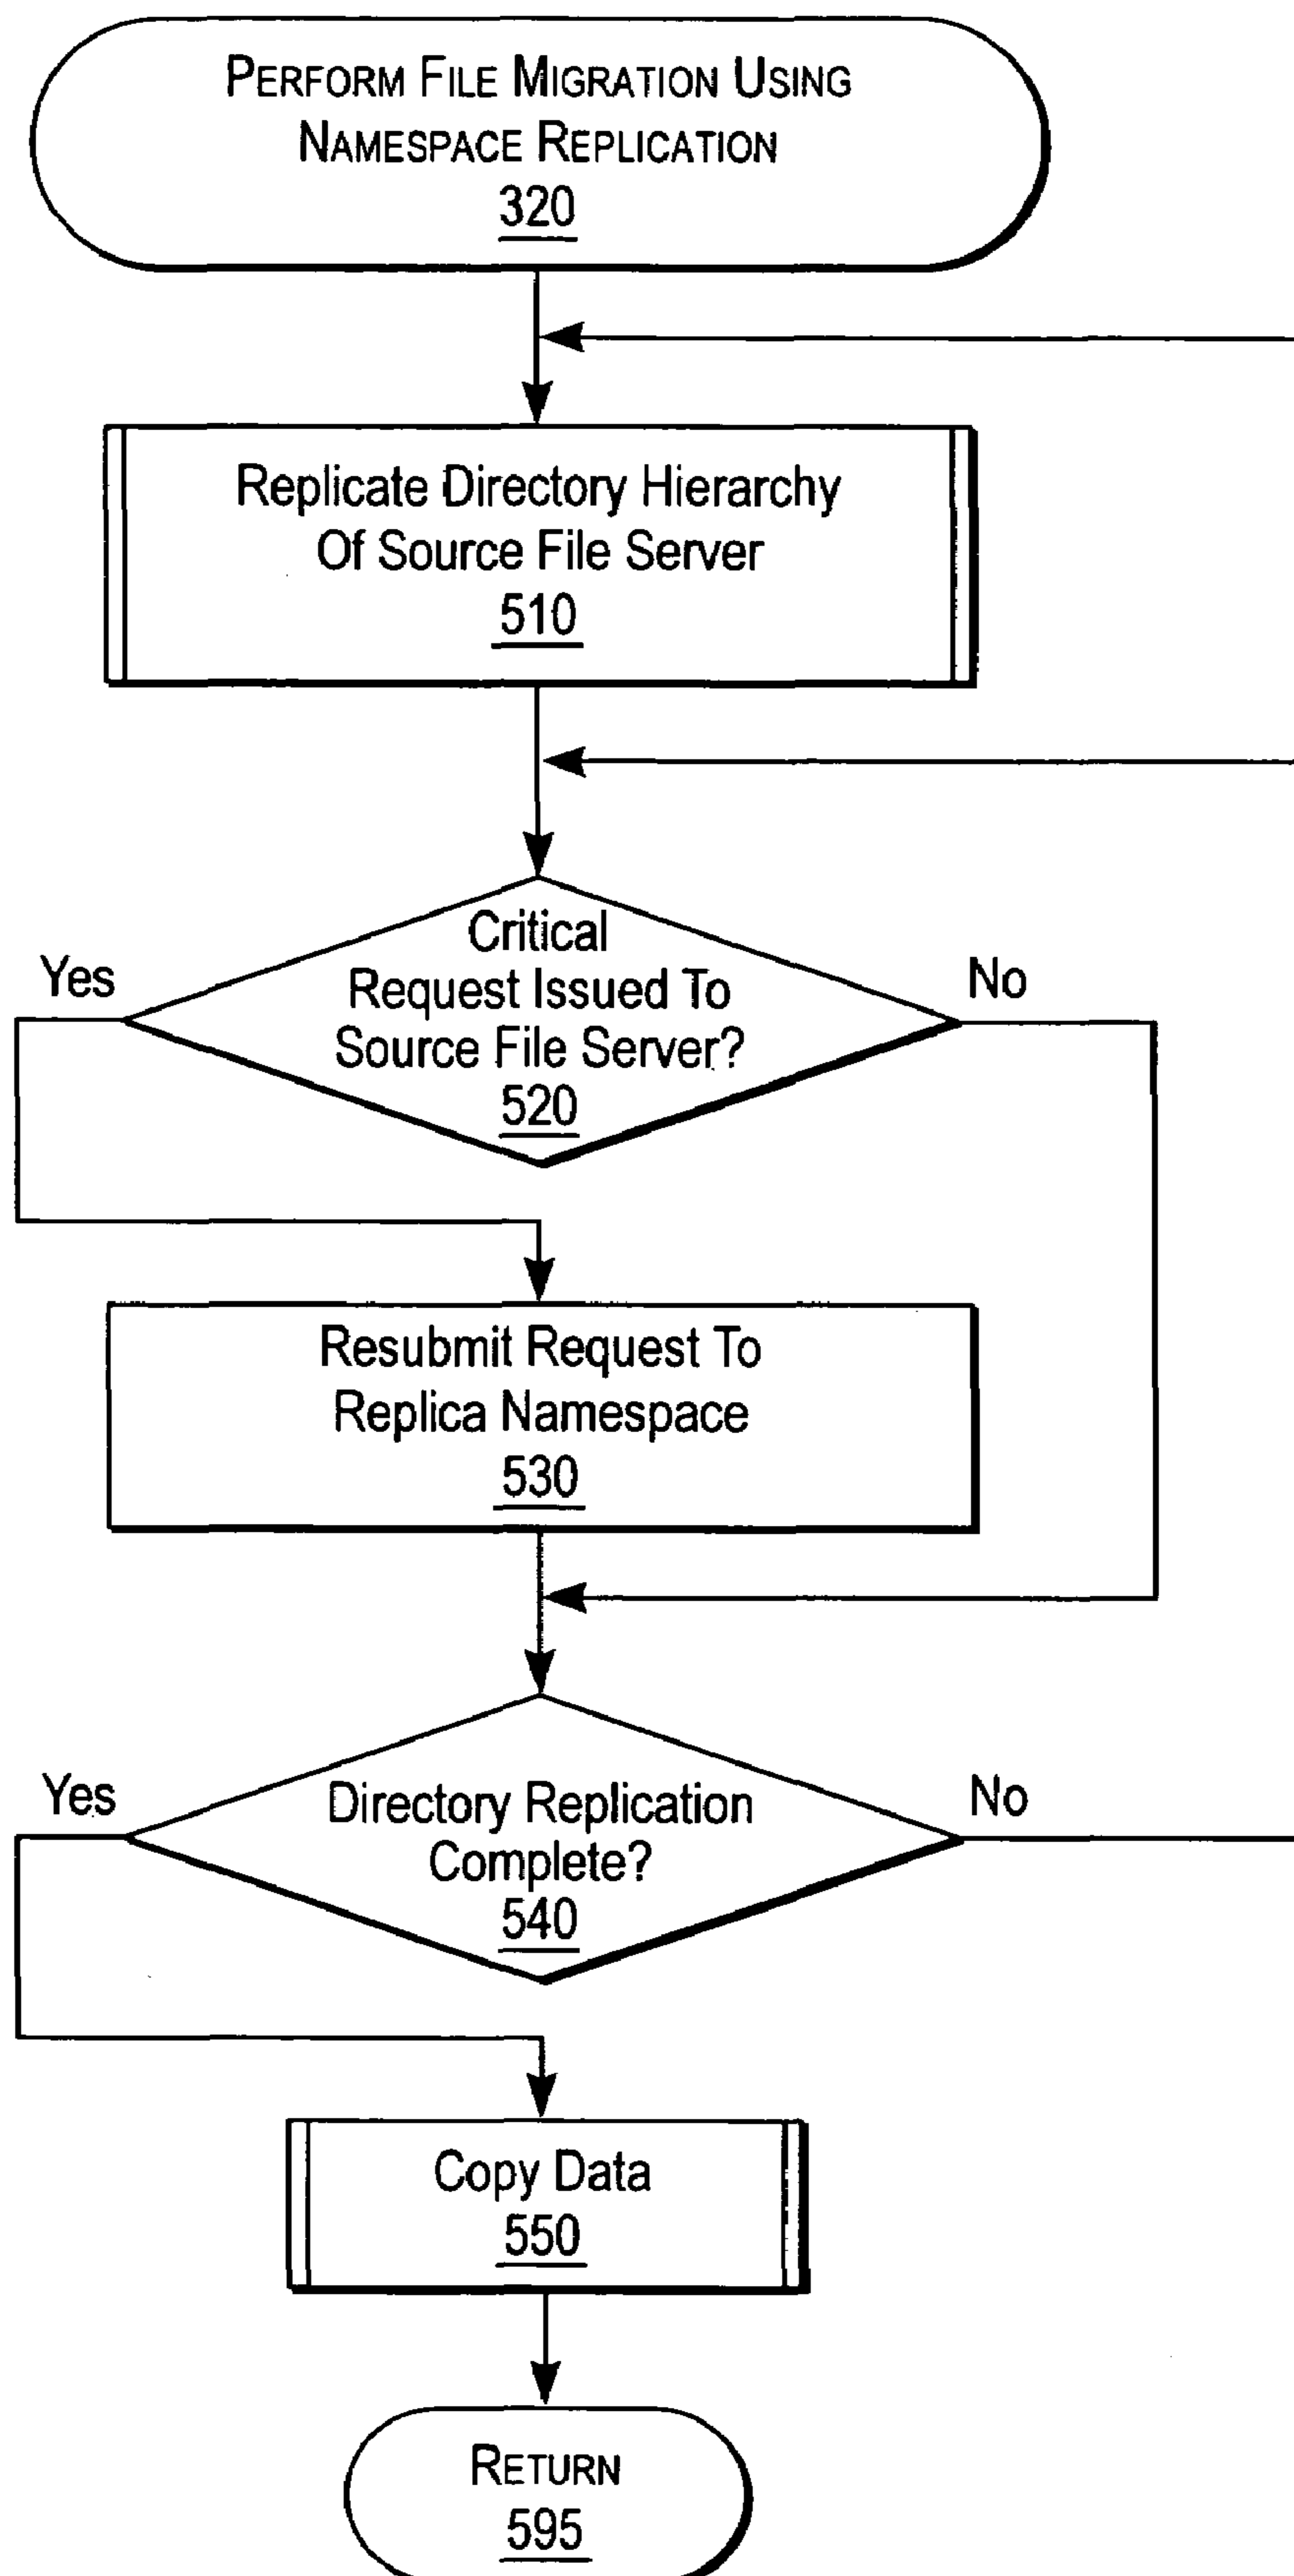 PERFORM FILE MIGRATION USING
NAMESPACE REPLICATION
320
Replicate Directory Hierarchy
Of Source File Server
510
Critical
Request Issued To
Source File Server?
520
Yes
No
Resubmit Request To
Replica Namespace
530
Directory Replication
Complete?
540
Yes
No
Copy Data
550
RETURN
595